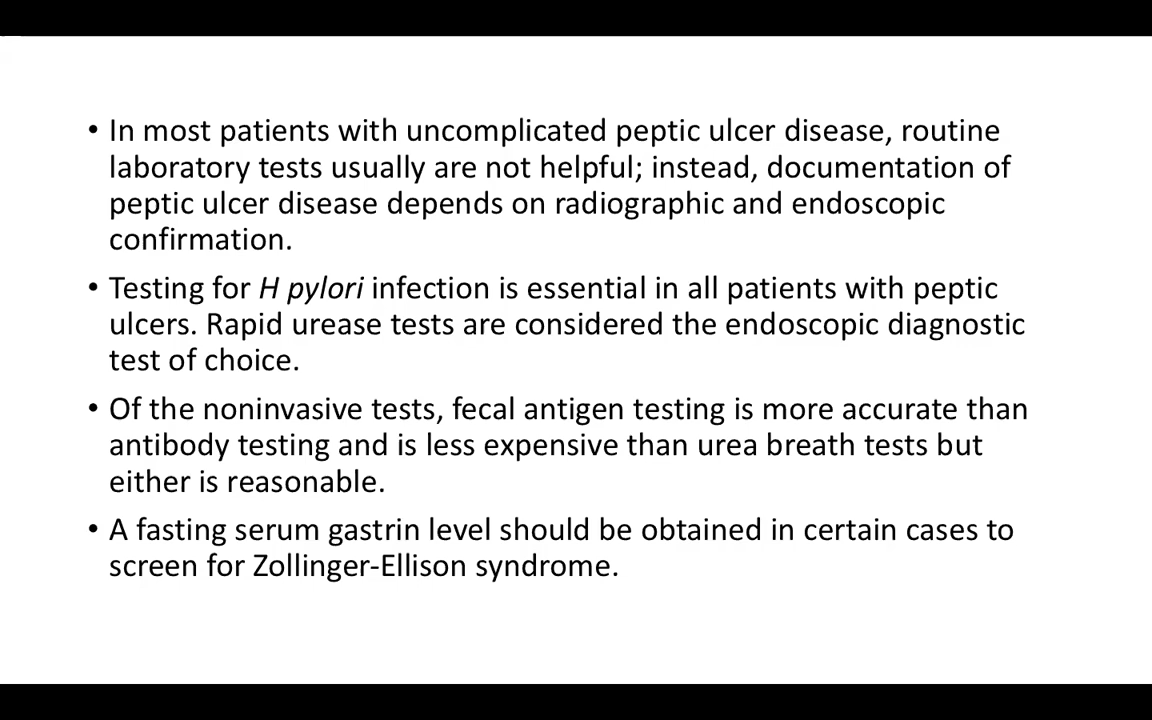 • In most patients with uncomplicated peptic ulcer disease, routine
laboratory tests usually are not helpful; instead, documentation of
peptic ulcer disease depends on radiographic and endoscopic
confirmation.
• Testing for H pylori infection is essential in all patients with peptic
ulcers. Rapid urease tests are considered the endoscopic diagnostic
test of choice.
• Of the noninvasive tests, fecal antigen testing is more accurate than
antibody testing and is less expensive than urea breath tests but
either is reasonable.
• A fasting serum gastrin level should be obtained in certain cases to
screen for Zollinger-Ellison syndrome.